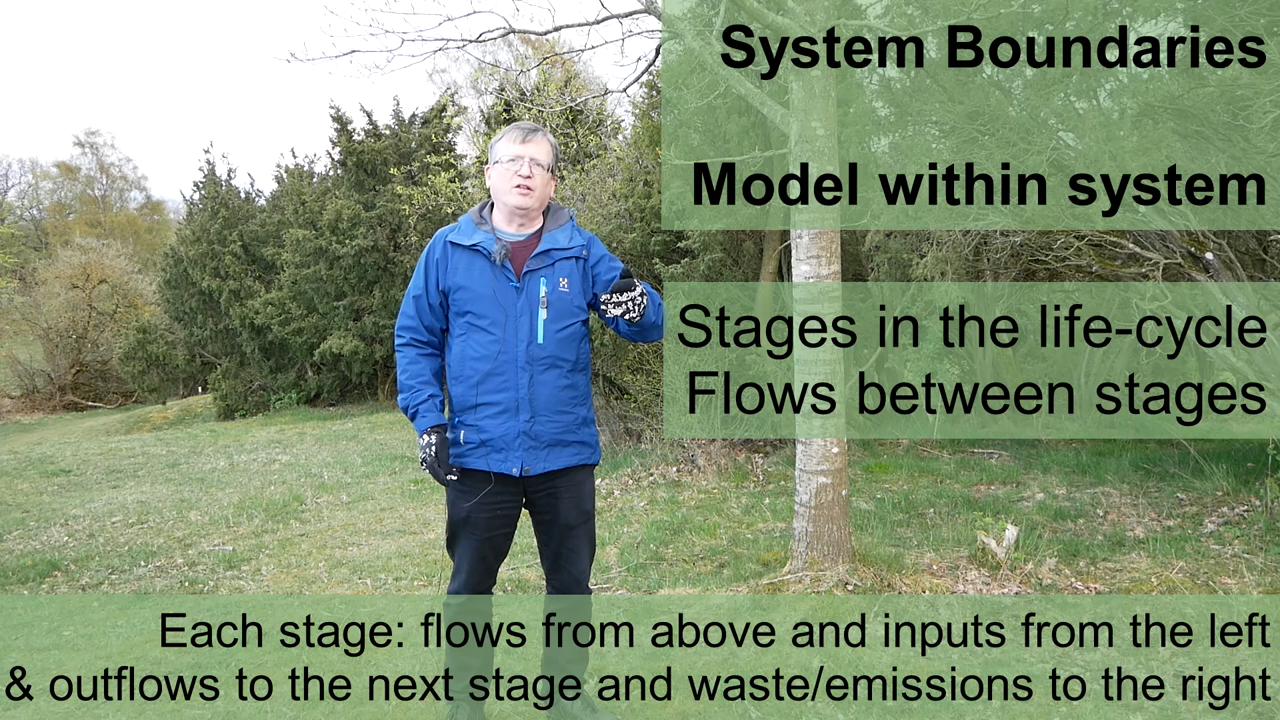 System Boundaries
Model within system
Stages in the life-cycle
Flows between stages
Each stage: flows from above and inputs from the left
& outflows to the next stage and waste/emissions to the right